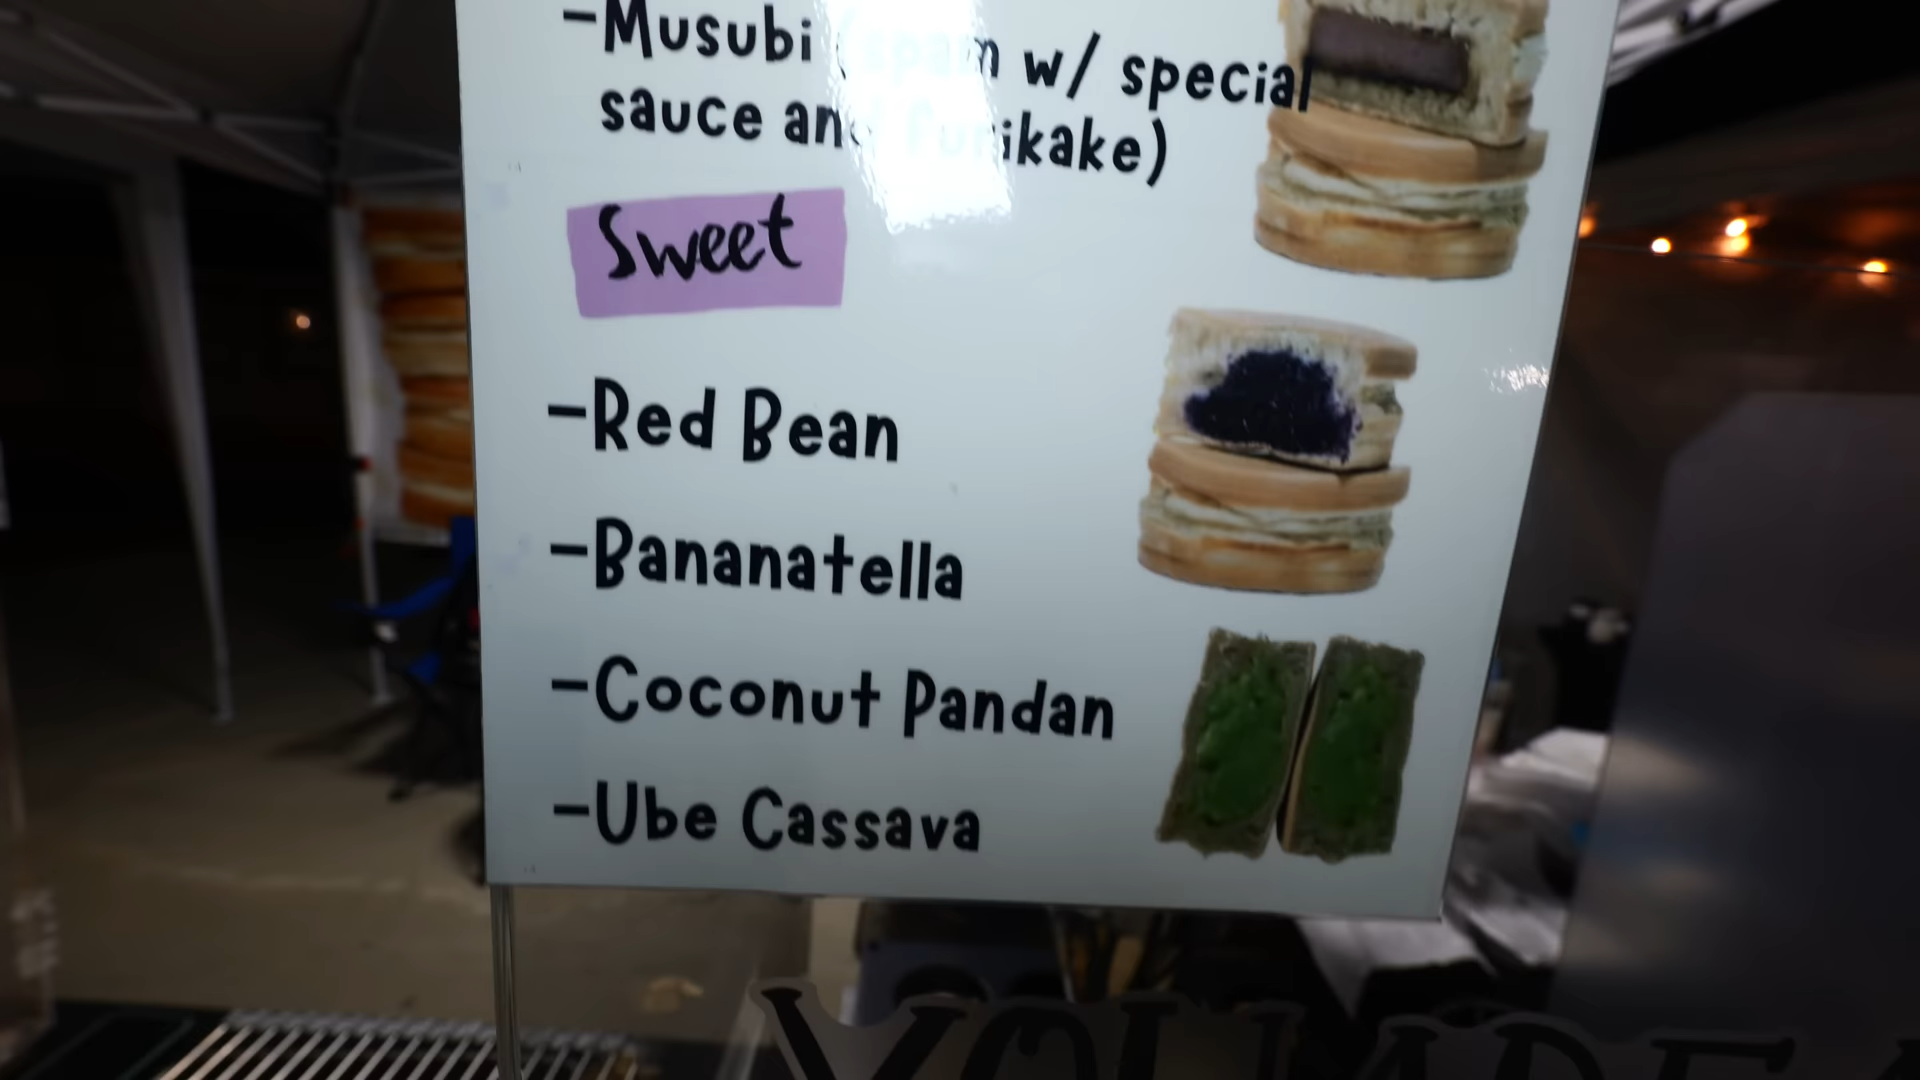 -Musubi (spam w/ special
sauce and furikake)
Sweet
-Red Bean
-Bananatella
-Coconut Pandan
-Ube Cassava